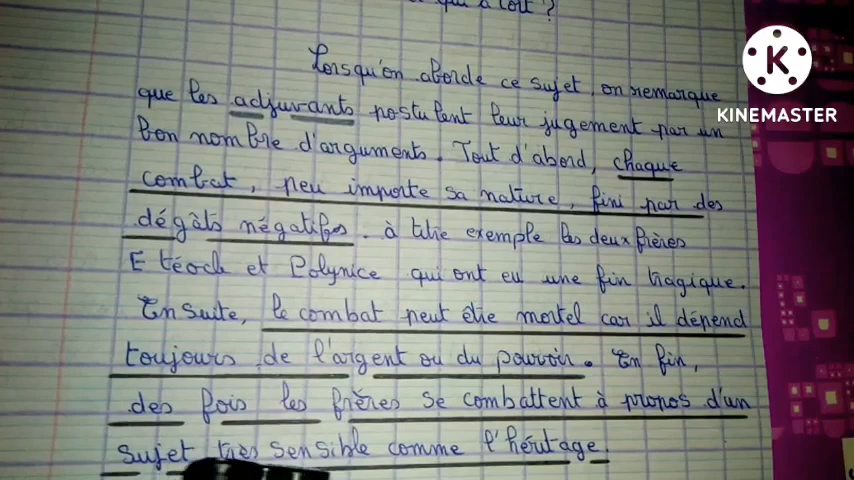 qui a tort ?
Lorsqu'on aborde ce sujet, on remarque
que les adjuvants postulent leur jugement par un
bon nombre d'arguments. Tout d'abord, chaque
combat, peu importe sa nature, fini par des
dégâts négatifs. à titre exemple les deux frères
Etéocle et Polynice qui ont eu une fin tragique.
Ensuite, le combat peut être mortel car il dépend
toujours de l'argent ou du pouvoir. En fin,
des fois les frères se combattent à propos d'un
sujet très sensible comme l'héritage.
K
KINEMASTER